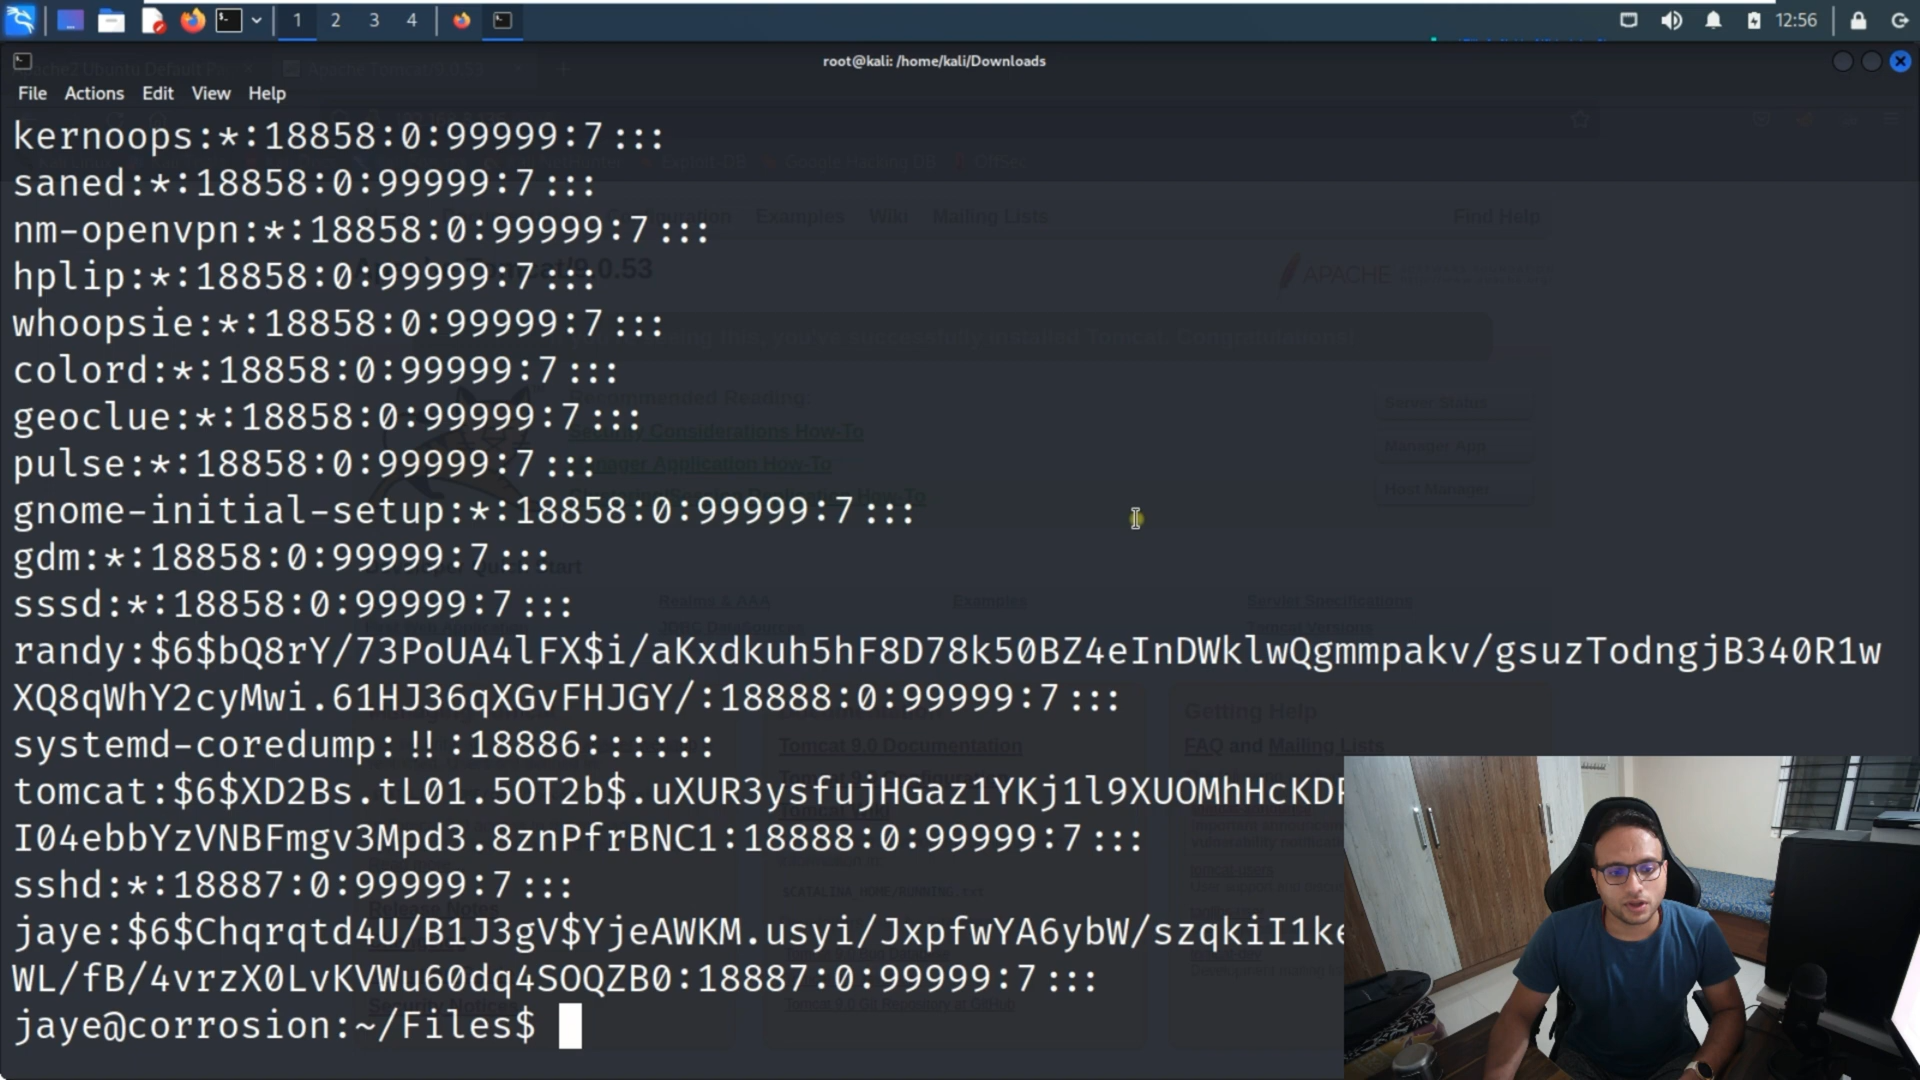 1 2 3 4 12:56
root@kali: /home/kali/Downloads
File Actions Edit View Help
kernoops:*:18858:0:99999:7:::
saned:*:18858:0:99999:7:::
nm-openvpn:*:18858:0:99999:7:::
hplip:*:18858:0:99999:7:::
whoopsie:*:18858:0:99999:7:::
colord:*:18858:0:99999:7:::
geoclue:*:18858:0:99999:7:::
pulse:*:18858:0:99999:7:::
gnome-initial-setup:*:18858:0:99999:7:::
gdm:*:18858:0:99999:7:::
sssd:*:18858:0:99999:7:::
randy:$6$bQ8rY/73PoUA4lFX$i/aKxdkuh5hF8D78k50BZ4eInDWklwQgmmpakv/gsuzTodngjB340R1w
XQ8qWhY2cyMwi.61HJ36qXGvFHJGY/:18888:0:99999:7:::
systemd-coredump:!!:18886::::::
tomcat:$6$XD2Bs.tL01.5OT2b$.uXUR3ysfujHGaz1YKj1l9XUOMhHcKDP
I04ebbYzVNBFmgv3Mpd3.8znPfrBNC1:18888:0:99999:7:::
sshd:*:18887:0:99999:7:::
jaye:$6$Chqrqtd4U/B1J3gV$YjeAWKM.usyi/JxpfwYA6ybW/szqkiI1ke
WL/fB/4vrzX0LvKVWu60dq4SOQZB0:18887:0:99999:7:::
jaye@corrosion:~/Files$